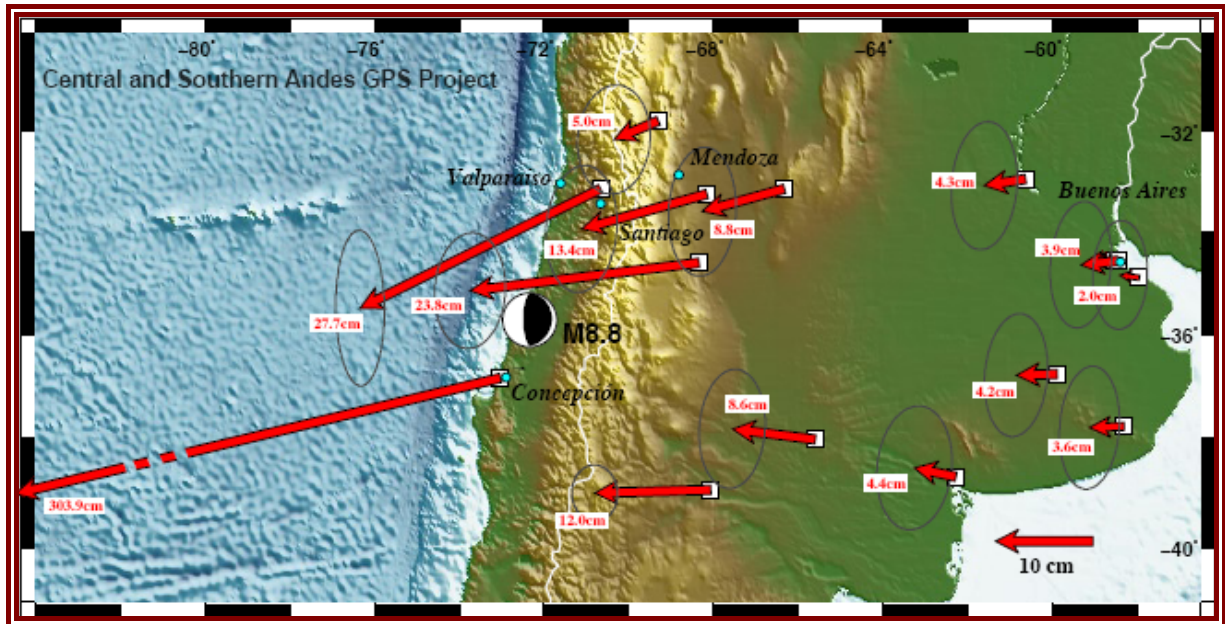 −80° −76° −72° −68° −64° −60°
Central and Southern Andes GPS Project
5.0cm
−32°
Mendoza
Valparaiso
4.3cm
Buenos Aires
8.8cm
Santiago
13.4cm
3.9cm
2.0cm
23.8cm
27.7cm
M8.8
−36°
Concepción
4.2cm
8.6cm
3.6cm
4.4cm
303.9cm
12.0cm
−40°
10 cm